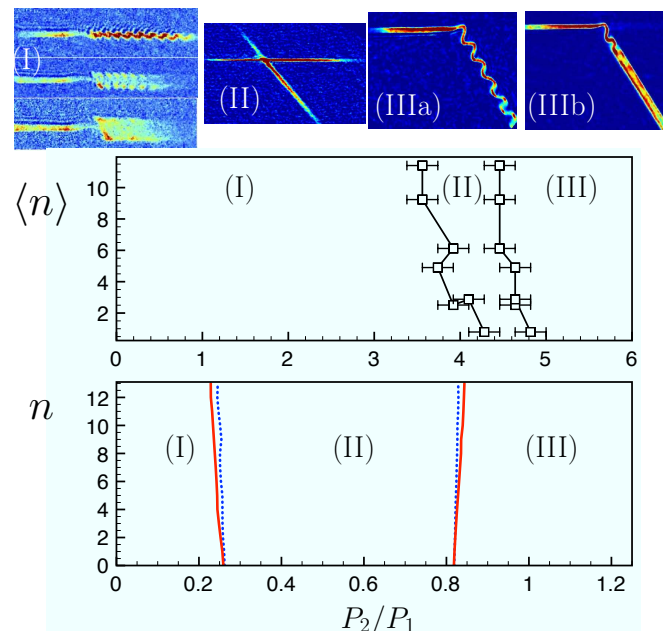 (I)
(II)
(IIIa)
(IIIb)
⟨n⟩
10
8
6
4
2
(I)
(II)
(III)
0 1 2 3 4 5 6
n
12
10
8
6
4
2
0
(I)
(II)
(III)
0 0.2 0.4 0.6 0.8 1 1.2
P₂/P₁